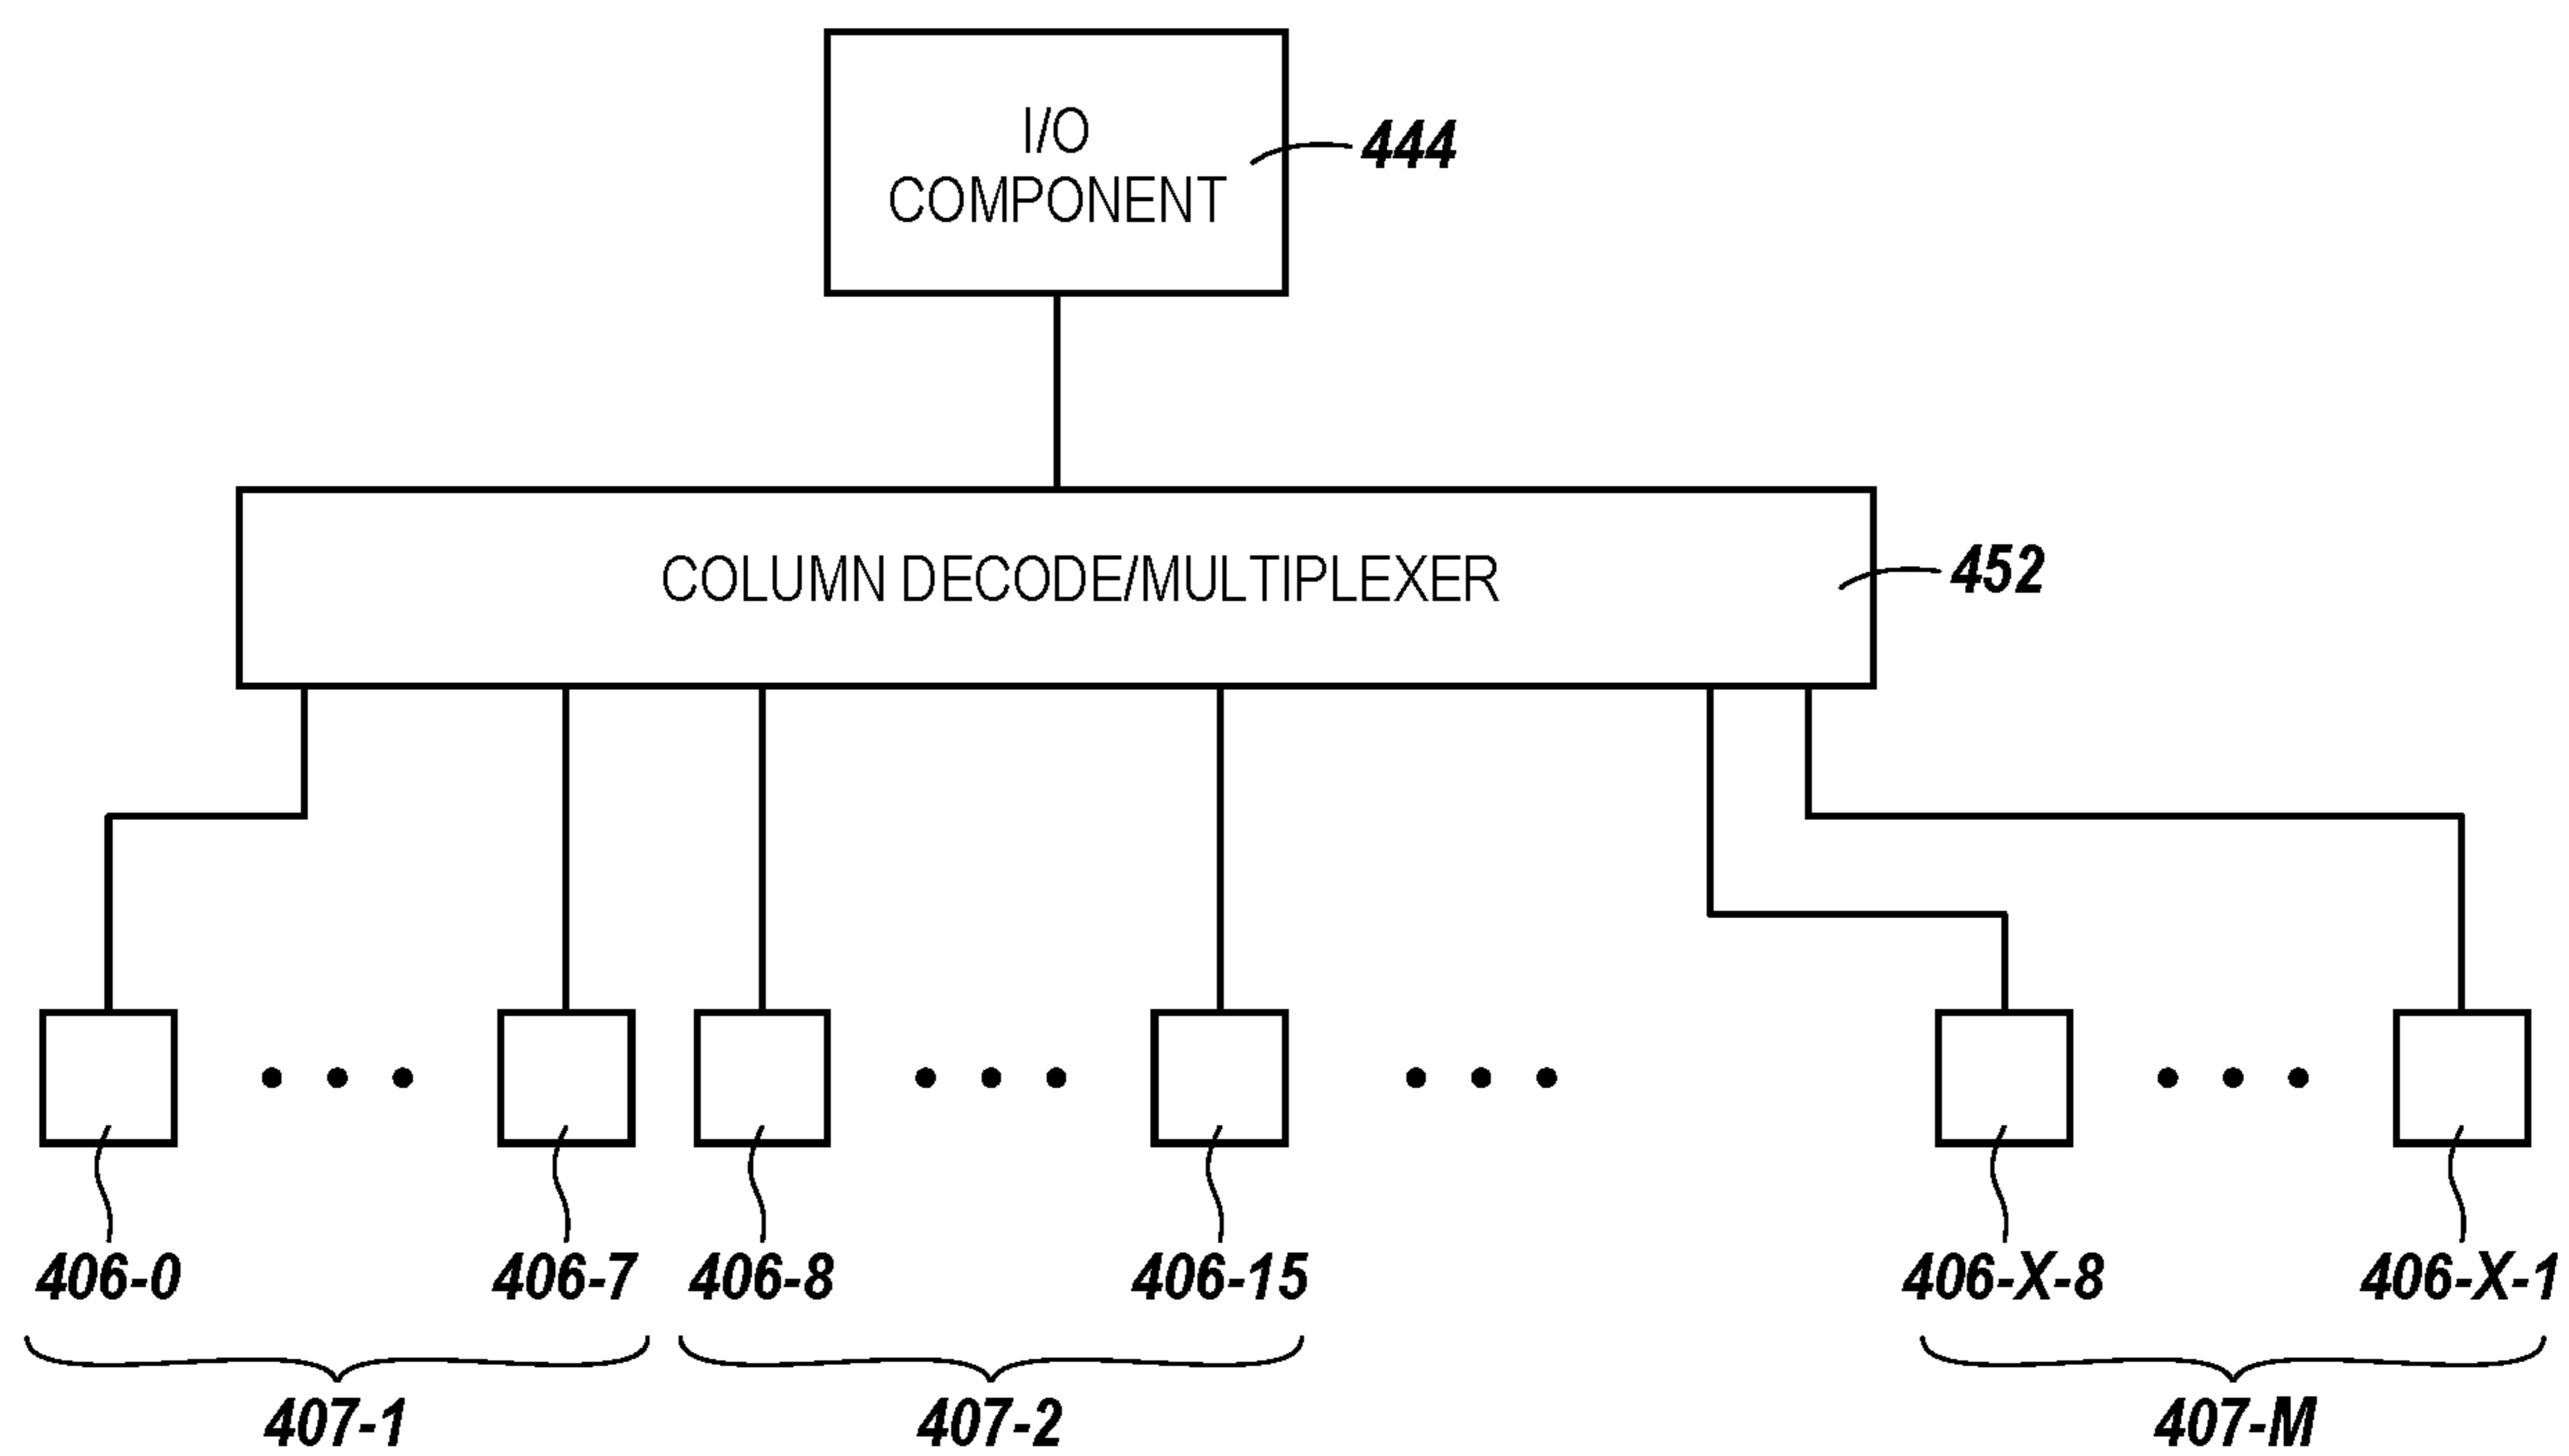 I/O
COMPONENT
444
COLUMN DECODE/MULTIPLEXER
452
406-0
406-7
406-8
406-15
406-X-8
406-X-1
407-1
407-2
407-M